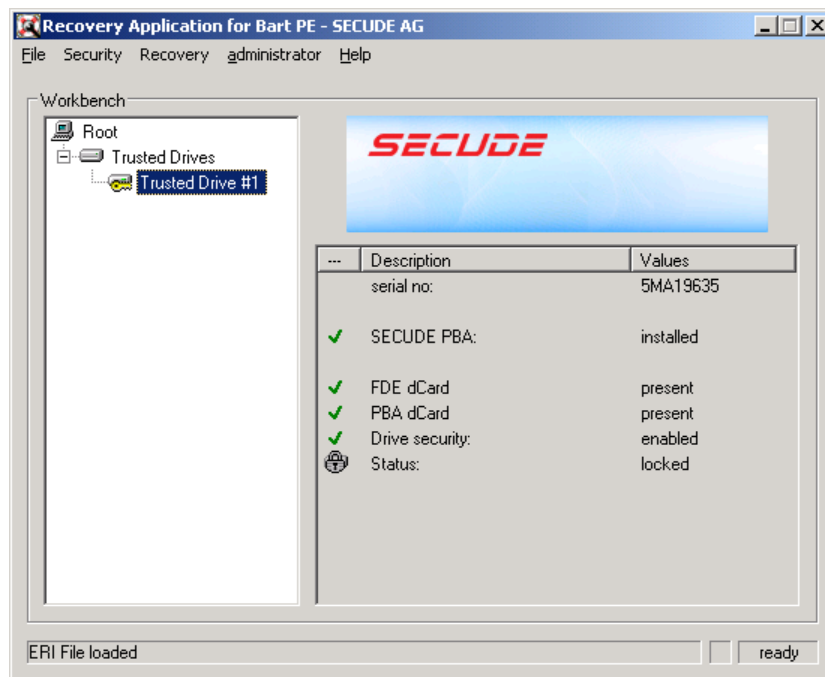 Recovery Application for Bart PE - SECUDE AG
File Security Recovery administrator Help
Workbench
Root
Trusted Drives
Trusted Drive #1
SECUDE
--- Description Values
serial no: 5MA19635
SECUDE PBA: installed
FDE dCard present
PBA dCard present
Drive security: enabled
Status: locked
ERI File loaded ready